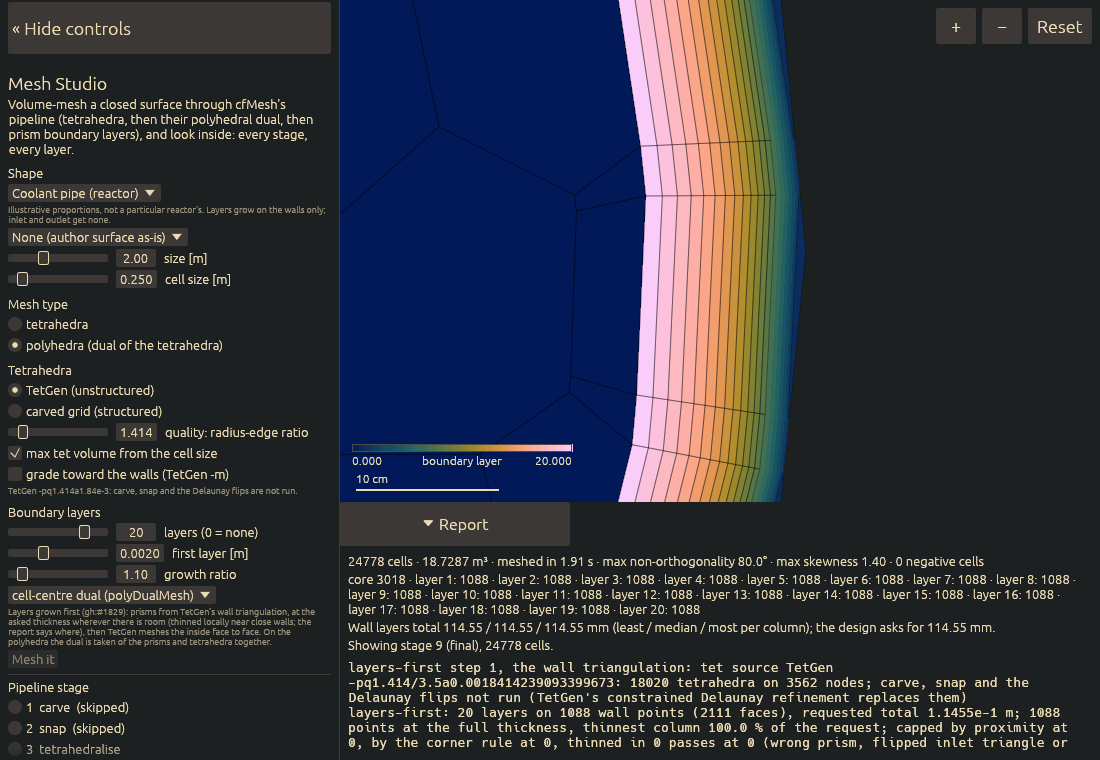 « Hide controls
Mesh Studio
Volume-mesh a closed surface through cfMesh's
pipeline (tetrahedra, then their polyhedral dual, then
prism boundary layers), and look inside: every stage,
every layer.
Shape
Coolant pipe (reactor)
Illustrative proportions, not a particular reactor's. Layers grow on the walls only;
inlet and outlet get none.
None (author surface as-is)
2.00 size [m]
0.250 cell size [m]
Mesh type
tetrahedra
polyhedra (dual of the tetrahedra)
Tetrahedra
TetGen (unstructured)
carved grid (structured)
1.414 quality: radius-edge ratio
max tet volume from the cell size
grade toward the walls (TetGen -m)
TetGen -pq1.414a1.84e-3: carve, snap and the Delaunay flips are not run.
Boundary layers
20 layers (0 = none)
0.0020 first layer [m]
1.10 growth ratio
cell-centre dual (polyDualMesh)
Layers grown first (gh:#1829): prisms from TetGen's wall triangulation, at the
asked thickness wherever there is room (thinned locally near close walls; the
report says where), then TetGen meshes the inside face to face. On the
polyhedra the dual is taken of the prisms and tetrahedra together.
Mesh it
Pipeline stage
1 carve (skipped)
2 snap (skipped)
3 tetrahedralise
+ − Reset
0.000 boundary layer 20.000
10 cm
Report
24778 cells · 18.7287 m³ · meshed in 1.91 s · max non-orthogonality 80.0° · max skewness 1.40 · 0 negative cells
core 3018 · layer 1: 1088 · layer 2: 1088 · layer 3: 1088 · layer 4: 1088 · layer 5: 1088 · layer 6: 1088 · layer 7: 1088 · layer 8: 1088 ·
layer 9: 1088 · layer 10: 1088 · layer 11: 1088 · layer 12: 1088 · layer 13: 1088 · layer 14: 1088 · layer 15: 1088 · layer 16: 1088 ·
layer 17: 1088 · layer 18: 1088 · layer 19: 1088 · layer 20: 1088
Wall layers total 114.55 / 114.55 / 114.55 mm (least / median / most per column); the design asks for 114.55 mm.
Showing stage 9 (final), 24778 cells.
layers-first step 1, the wall triangulation: tet source TetGen
-pq1.414/3.5a0.0018414239093399673: 18020 tetrahedra on 3562 nodes; carve, snap and the
Delaunay flips not run (TetGen's constrained Delaunay refinement replaces them)
layers-first: 20 layers on 1088 wall points (2111 faces), requested total 1.1455e-1 m; 1088
points at the full thickness, thinnest column 100.0 % of the request; capped by proximity at
0, by the corner rule at 0, thinned in 0 passes at 0 (wrong prism, flipped inlet triangle or